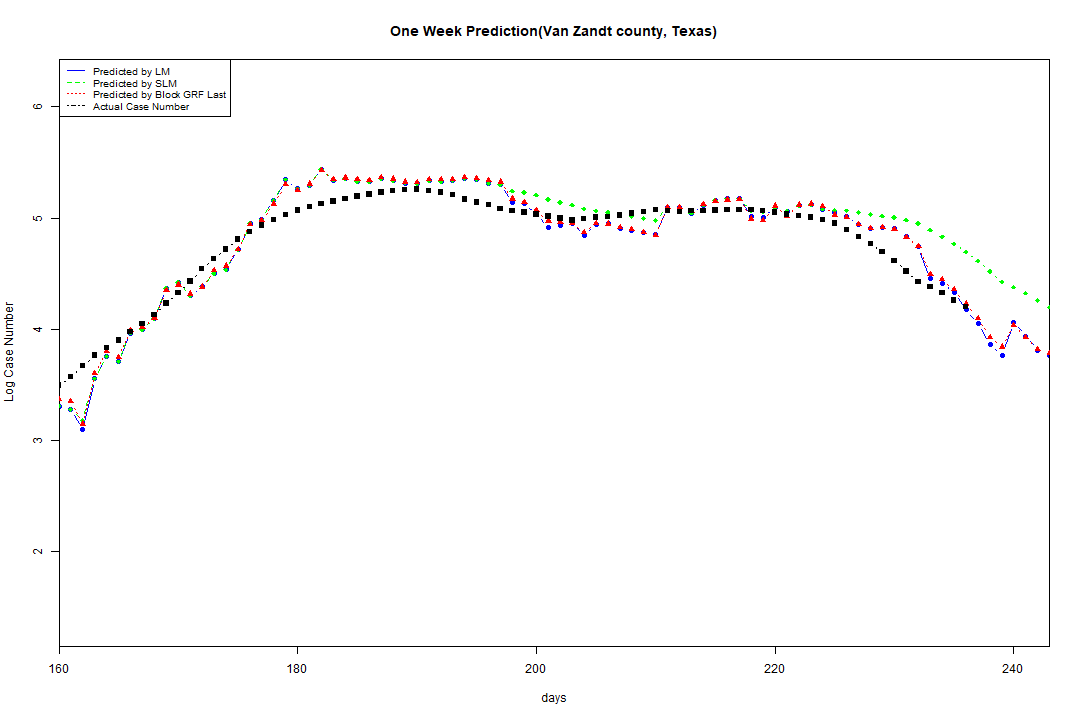 One Week Prediction(Van Zandt county, Texas)
Predicted by LM
Predicted by SLM
Predicted by Block GRF Last
Actual Case Number
6
5
4
3
2
Log Case Number
160 180 200 220 240
days